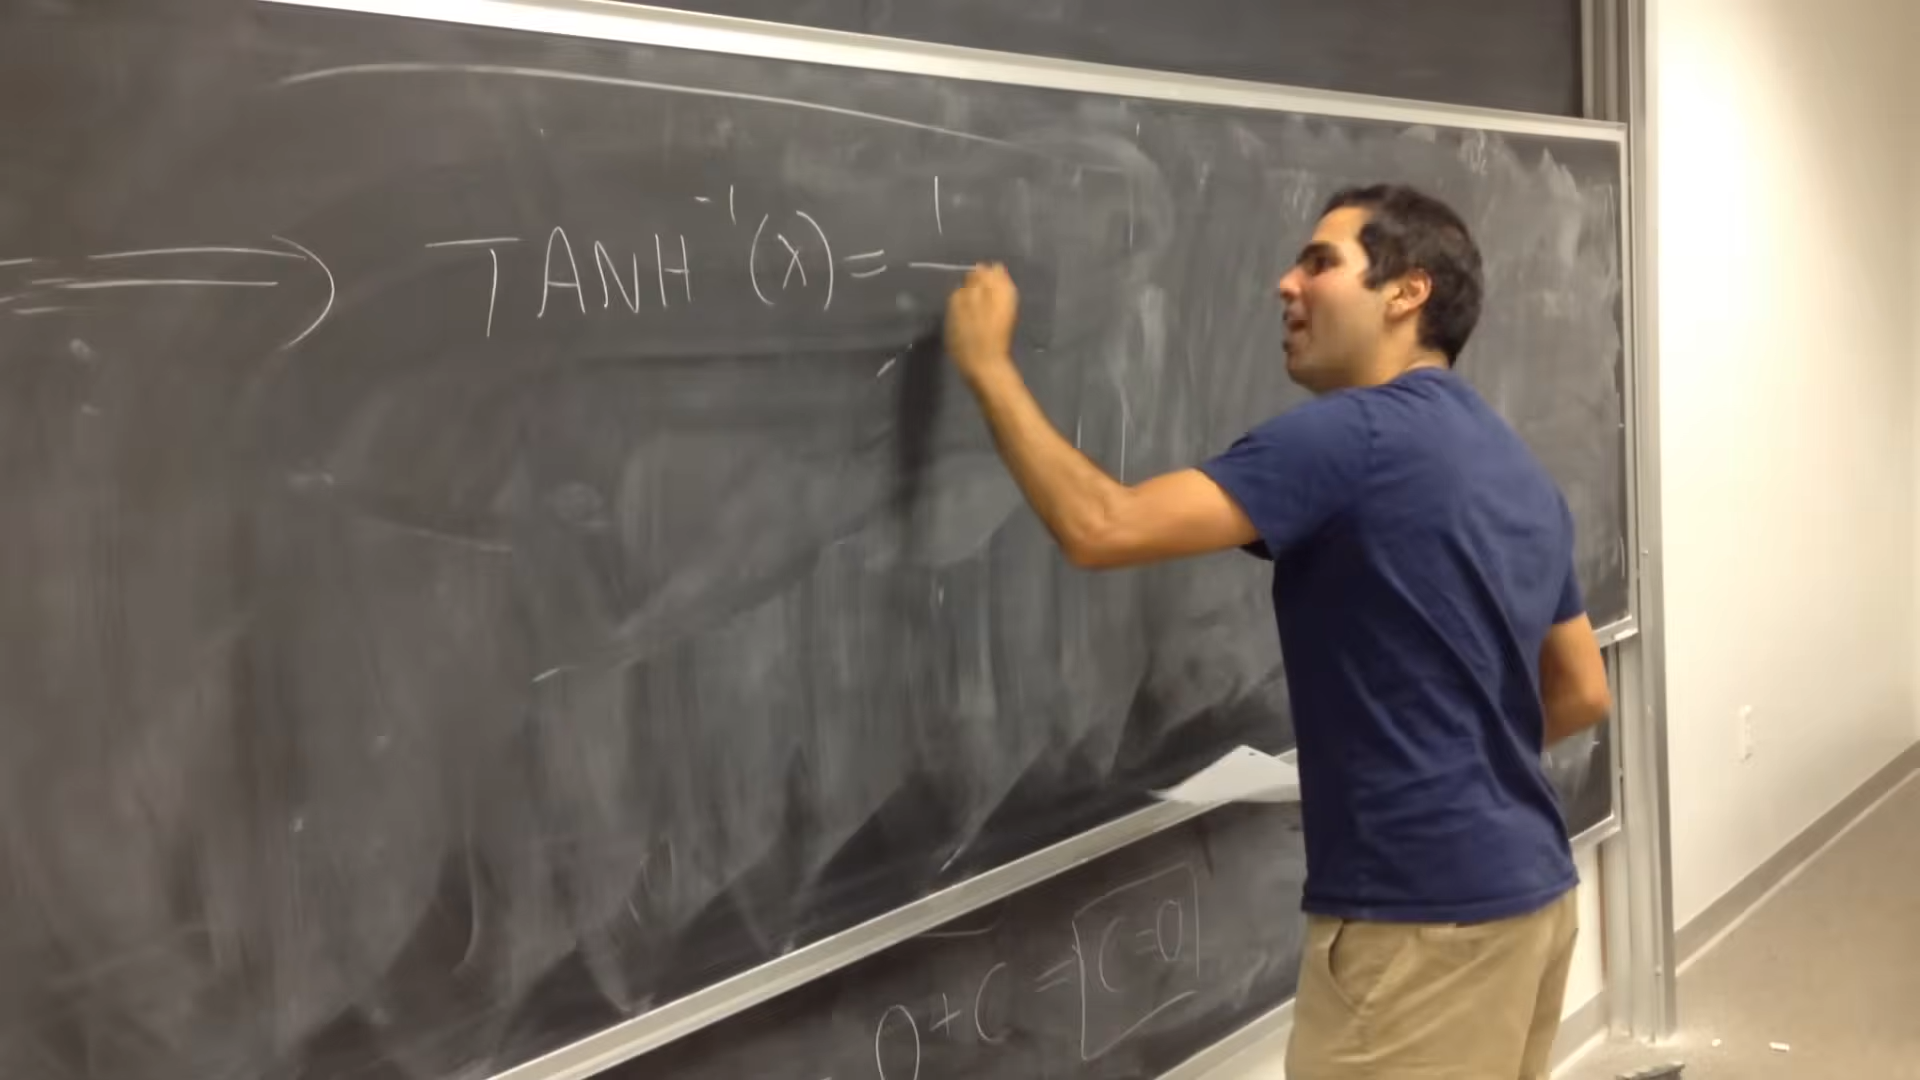 ⟹ TANH⁻¹(X) = 1/
0 + C = C = 0